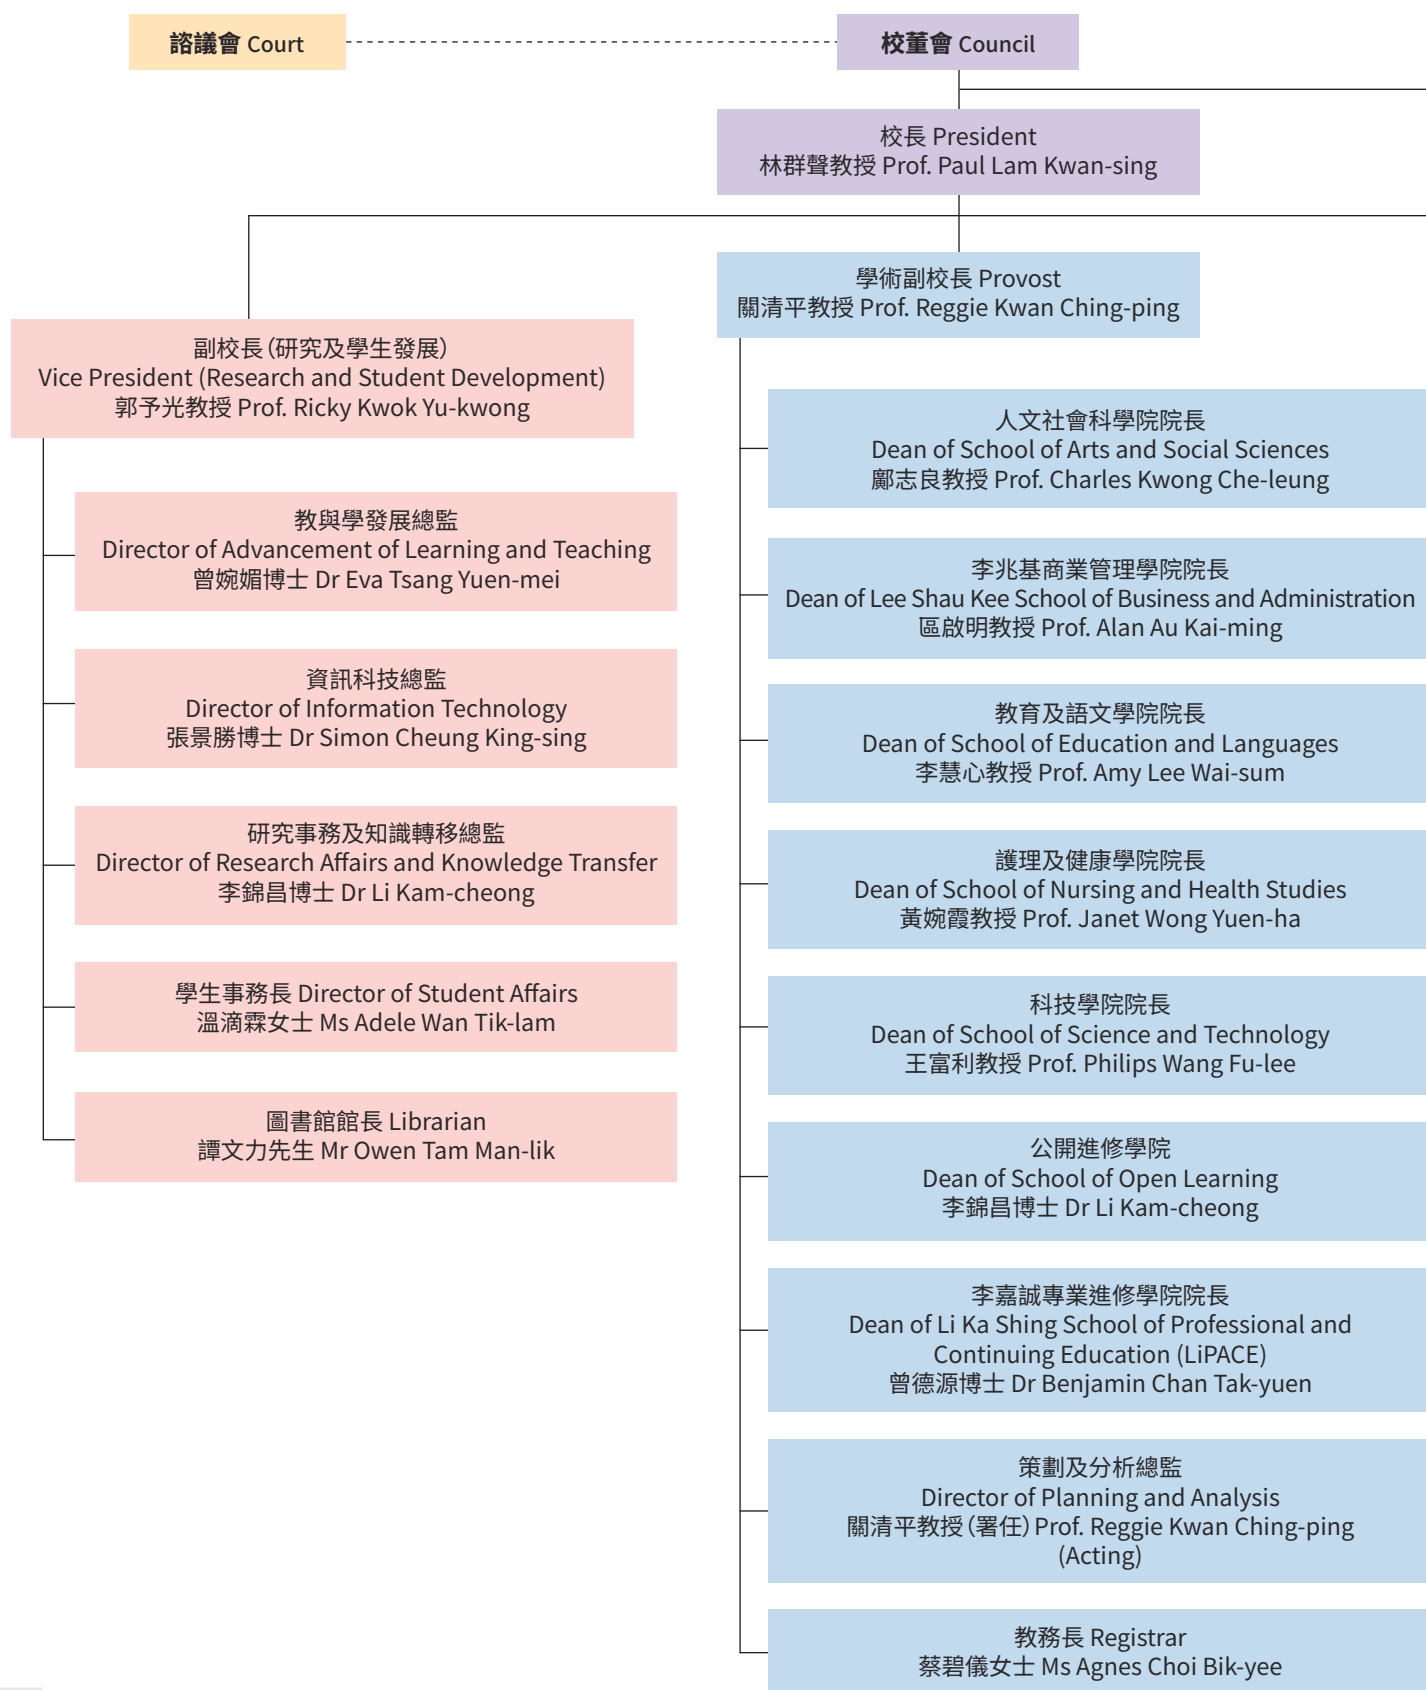 諮議會 Court
校董會 Council
校長 President
林群聲教授 Prof. Paul Lam Kwan-sing
學術副校長 Provost
關清平教授 Prof. Reggie Kwan Ching-ping
副校長（研究及學生發展）
Vice President (Research and Student Development)
郭予光教授 Prof. Ricky Kwok Yu-kwong
教與學發展總監
Director of Advancement of Learning and Teaching
曾婉媚博士 Dr Eva Tsang Yuen-mei
資訊科技總監
Director of Information Technology
張景勝博士 Dr Simon Cheung King-sing
研究事務及知識轉移總監
Director of Research Affairs and Knowledge Transfer
李錦昌博士 Dr Li Kam-cheong
學生事務長 Director of Student Affairs
溫滴霖女士 Ms Adele Wan Tik-lam
圖書館館長 Librarian
譚文力先生 Mr Owen Tam Man-lik
人文社會科學院院長
Dean of School of Arts and Social Sciences
鄺志良教授 Prof. Charles Kwong Che-leung
李兆基商業管理學院院長
Dean of Lee Shau Kee School of Business and Administration
區啟明教授 Prof. Alan Au Kai-ming
教育及語文學院院長
Dean of School of Education and Languages
李慧心教授 Prof. Amy Lee Wai-sum
護理及健康學院院長
Dean of School of Nursing and Health Studies
黃婉霞教授 Prof. Janet Wong Yuen-ha
科技學院院長
Dean of School of Science and Technology
王富利教授 Prof. Philips Wang Fu-lee
公開進修學院
Dean of School of Open Learning
李錦昌博士 Dr Li Kam-cheong
李嘉誠專業進修學院院長
Dean of Li Ka Shing School of Professional and
Continuing Education (LiPACE)
曾德源博士 Dr Benjamin Chan Tak-yuen
策劃及分析總監
Director of Planning and Analysis
關清平教授（署任）Prof. Reggie Kwan Ching-ping
(Acting)
教務長 Registrar
蔡碧儀女士 Ms Agnes Choi Bik-yee